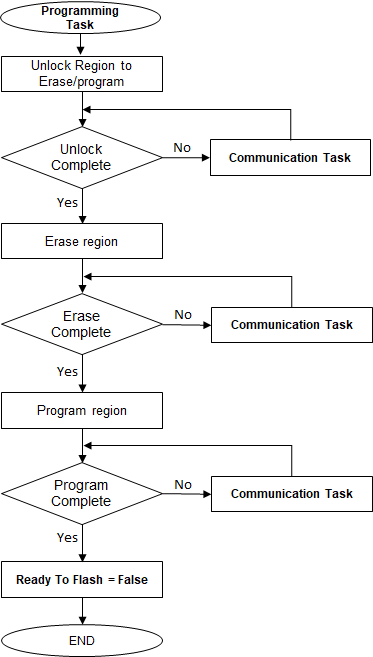 Programming
Task
Unlock Region to
Erase/program
Unlock
Complete
No
Communication Task
Yes
Erase region
Erase
Complete
No
Communication Task
Yes
Program region
Program
Complete
No
Communication Task
Yes
Ready To Flash = False
END